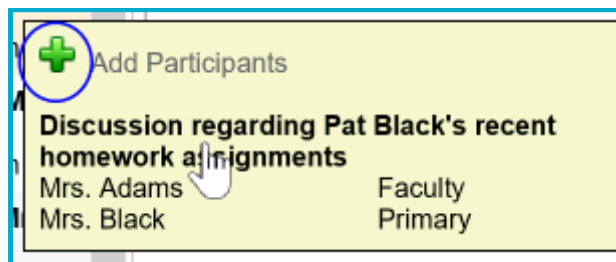 Add Participants
Discussion regarding Pat Black's recent
homework assignments
Mrs. Adams Faculty
Mrs. Black Primary